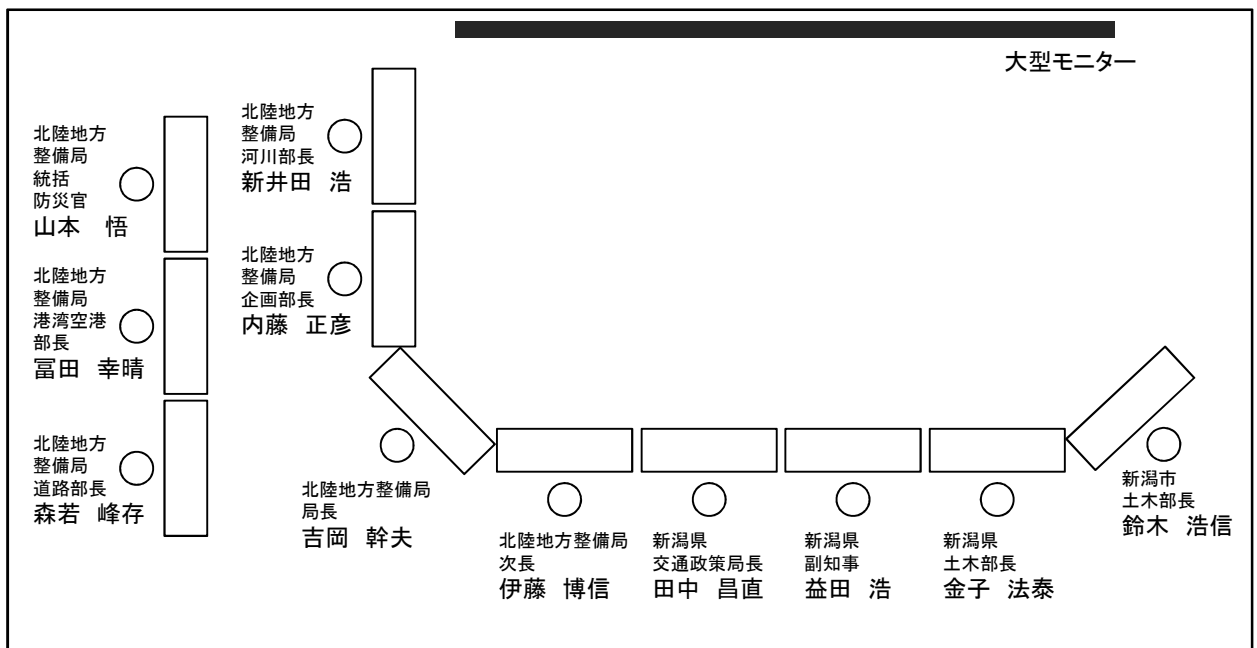 大型モニター
北陸地方
整備局
統括
防災官
山本　悟
北陸地方
整備局
港湾空港
部長
冨田　幸晴
北陸地方
整備局
道路部長
森若　峰存
北陸地方
整備局
河川部長
新井田　浩
北陸地方
整備局
企画部長
内藤　正彦
北陸地方整備局
局長
吉岡　幹夫
北陸地方整備局
次長
伊藤　博信
新潟県
交通政策局長
田中　昌直
新潟県
副知事
益田　浩
新潟県
土木部長
金子　法泰
新潟市
土木部長
鈴木　浩信